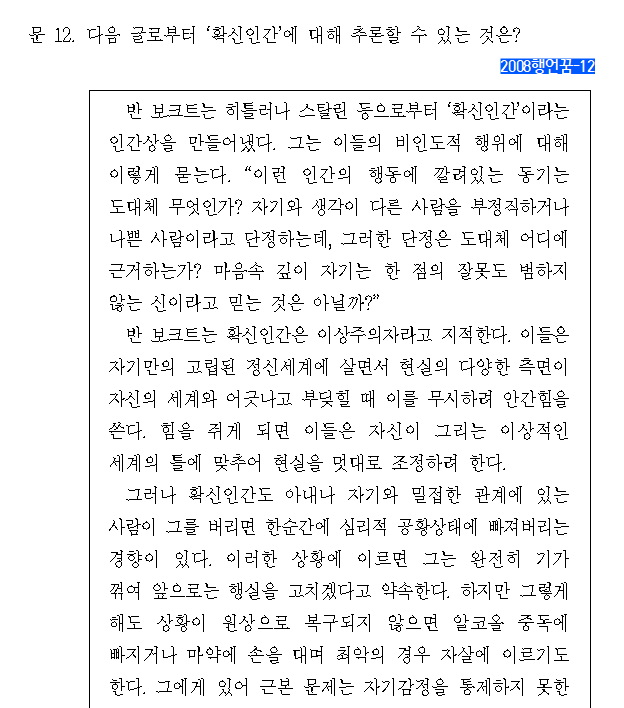 문 12. 다음 글로부터 ‘확신인간’에 대해 추론할 수 있는 것은?
2008행언꿈-12
반 보크트는 히틀러나 스탈린 등으로부터 ‘확신인간’이라는
인간상을 만들어냈다. 그는 이들의 비인도적 행위에 대해
이렇게 묻는다. “이런 인간의 행동에 깔려있는 동기는
도대체 무엇인가? 자기와 생각이 다른 사람을 부정직하거나
나쁜 사람이라고 단정하는데, 그러한 단정은 도대체 어디에
근거하는가? 마음속 깊이 자기는 한 점의 잘못도 범하지
않는 신이라고 믿는 것은 아닐까?”
반 보크트는 확신인간은 이상주의자라고 지적한다. 이들은
자기만의 고립된 정신세계에 살면서 현실의 다양한 측면이
자신의 세계와 어긋나고 부딪힐 때 이를 무시하려 안간힘을
쓴다. 힘을 쥐게 되면 이들은 자신이 그리는 이상적인
세계의 틀에 맞추어 현실을 멋대로 조정하려 한다.
그러나 확신인간도 아내나 자기와 밀접한 관계에 있는
사람이 그를 버리면 한순간에 심리적 공황상태에 빠져버리는
경향이 있다. 이러한 상황에 이르면 그는 완전히 기가
꺾여 앞으로는 행실을 고치겠다고 약속한다. 하지만 그렇게
해도 상황이 원상으로 복구되지 않으면 알코올 중독에
빠지거나 마약에 손을 대며 최악의 경우 자살에 이르기도
한다. 그에게 있어 근본 문제는 자기감정을 통제하지 못한